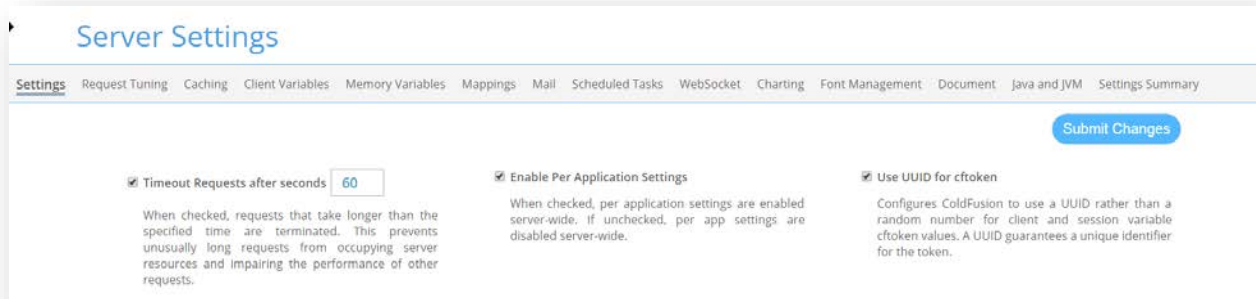 Server Settings
Settings Request Tuning Caching Client Variables Memory Variables Mappings Mail Scheduled Tasks WebSocket Charting Font Management Document Java and JVM Settings Summary
Submit Changes
Timeout Requests after seconds 60
When checked, requests that take longer than the
specified time are terminated. This prevents
unusually long requests from occupying server
resources and impairing the performance of other
requests.
Enable Per Application Settings
When checked, per application settings are enabled
server-wide. If unchecked, per app settings are
disabled server-wide.
Use UUID for cftoken
Configures ColdFusion to use a UUID rather than a
random number for client and session variable
cftoken values. A UUID guarantees a unique identifier
for the token.